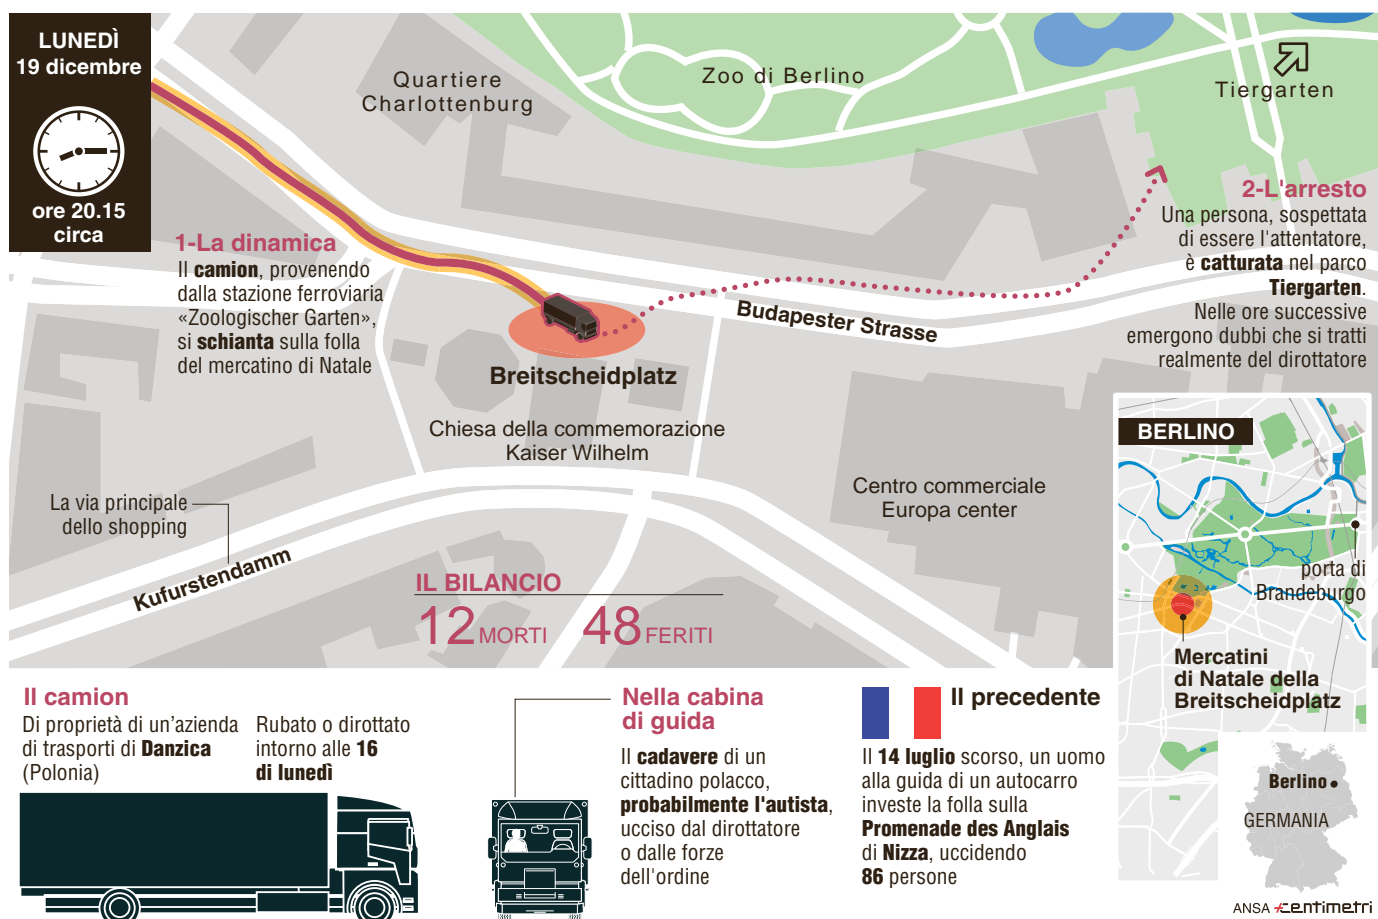 LUNEDÌ
19 dicembre
ore 20.15
circa
Quartiere
Charlottenburg
Zoo di Berlino
Tiergarten
1-La dinamica
Il camion, provenendo
dalla stazione ferroviaria
«Zoologischer Garten»,
si schianta sulla folla
del mercatino di Natale
2-L'arresto
Una persona, sospettata
di essere l'attentatore,
è catturata nel parco
Tiergarten.
Nelle ore successive
emergono dubbi che si tratti
realmente del dirottatore
Budapester Strasse
Breitscheidplatz
Chiesa della commemorazione
Kaiser Wilhelm
Centro commerciale
Europa center
La via principale
dello shopping
Kufurstendamm
IL BILANCIO
12 MORTI 48 FERITI
BERLINO
porta di
Brandeburgo
Mercatini
di Natale della
Breitscheidplatz
Berlino
GERMANIA
Il camion
Di proprietà di un'azienda
di trasporti di Danzica
(Polonia)
Rubato o dirottato
intorno alle 16
di lunedì
Nella cabina
di guida
Il cadavere di un
cittadino polacco,
probabilmente l'autista,
ucciso dal dirottatore
o dalle forze
dell'ordine
Il precedente
Il 14 luglio scorso, un uomo
alla guida di un autocarro
investe la folla sulla
Promenade des Anglais
di Nizza, uccidendo
86 persone
ANSA centimetri